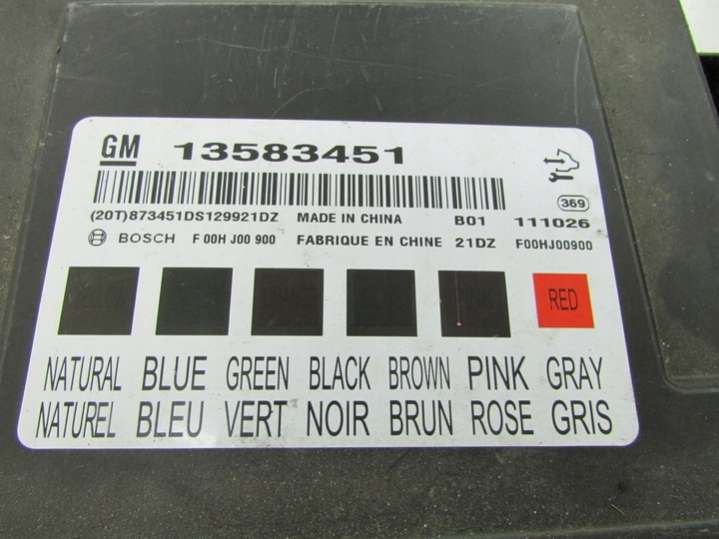 GM 13583451
369
(20T)873451DS129921DZ MADE IN CHINA B01 111026
BOSCH F 00H J00 900 FABRIQUE EN CHINE 21DZ F00HJ00900
RED
NATURAL BLUE GREEN BLACK BROWN PINK GRAY
NATUREL BLEU VERT NOIR BRUN ROSE GRIS